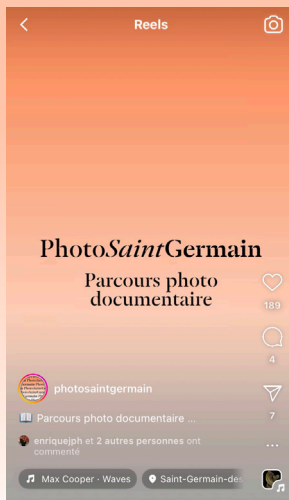 Reels
PhotoSaintGermain
Parcours photo
documentaire
189
4
photosaintgermain
7
📖 Parcours photo documentaire ...
enriquejph et 2 autres personnes ont
commenté
Max Cooper · Waves
Saint-Germain-des